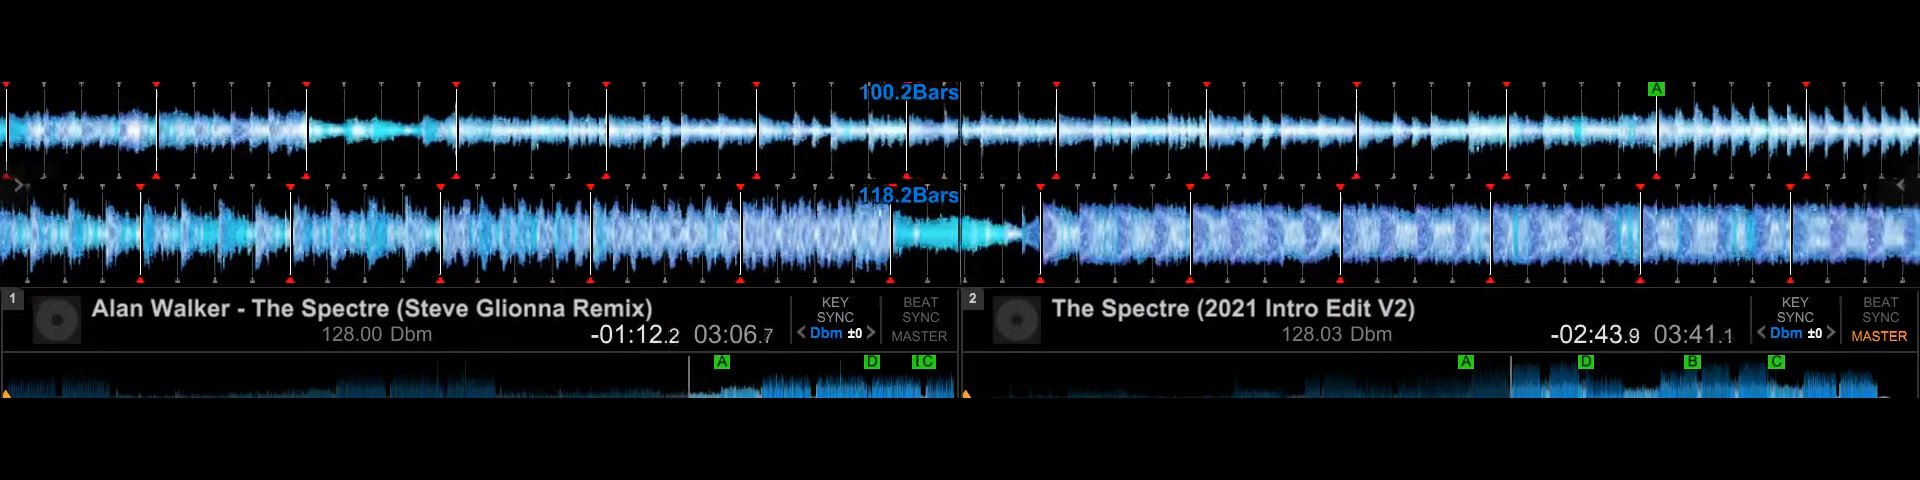 100.2Bars
A
118.2Bars
1
Alan Walker - The Spectre (Steve Glionna Remix)
128.00 Dbm
-01:12.2 03:06.7
KEY
SYNC
Dbm ±0
BEAT
SYNC
MASTER
A D C
2
The Spectre (2021 Intro Edit V2)
128.03 Dbm
-02:43.9 03:41.1
KEY
SYNC
Dbm ±0
BEAT
SYNC
MASTER
A D B C